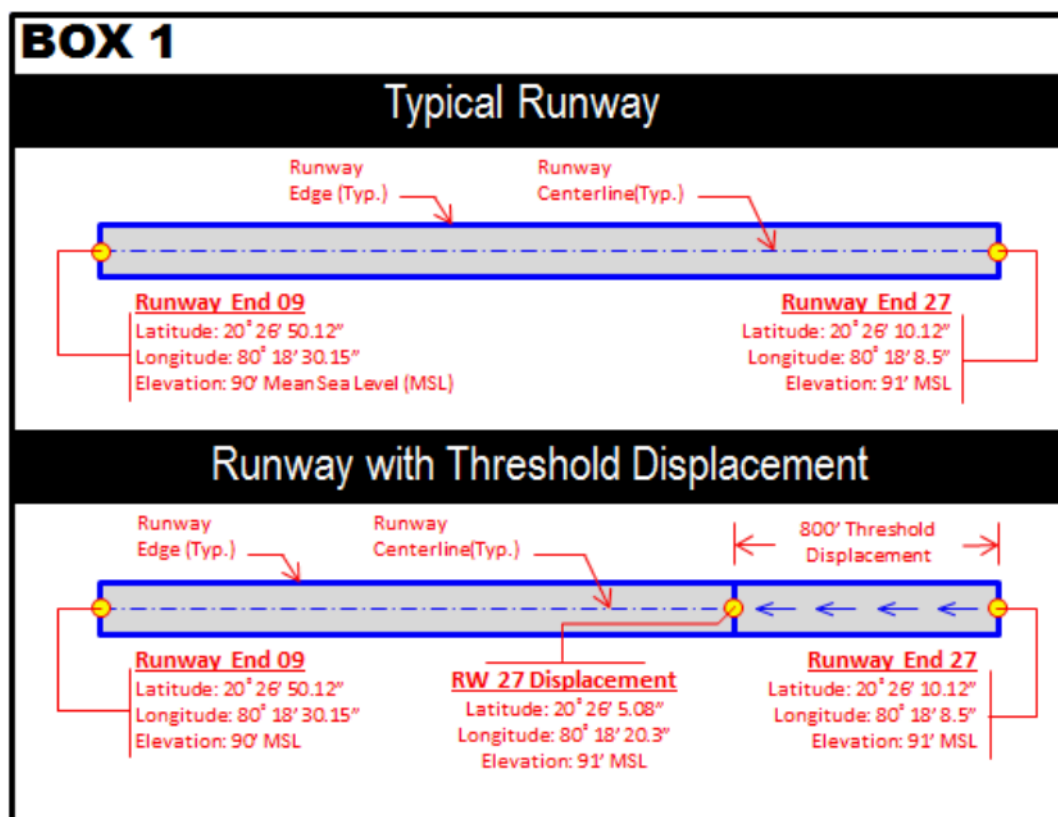 BOX 1
Typical Runway
Runway
Edge (Typ.)
Runway
Centerline(Typ.)
Runway End 09
Latitude: 20° 26' 50.12"
Longitude: 80° 18' 30.15"
Elevation: 90' Mean Sea Level (MSL)
Runway End 27
Latitude: 20° 26' 10.12"
Longitude: 80° 18' 8.5"
Elevation: 91' MSL
Runway with Threshold Displacement
Runway
Edge (Typ.)
Runway
Centerline(Typ.)
800' Threshold
Displacement
Runway End 09
Latitude: 20° 26' 50.12"
Longitude: 80° 18' 30.15"
Elevation: 90' MSL
RW 27 Displacement
Latitude: 20° 26' 5.08"
Longitude: 80° 18' 20.3"
Elevation: 91' MSL
Runway End 27
Latitude: 20° 26' 10.12"
Longitude: 80° 18' 8.5"
Elevation: 91' MSL